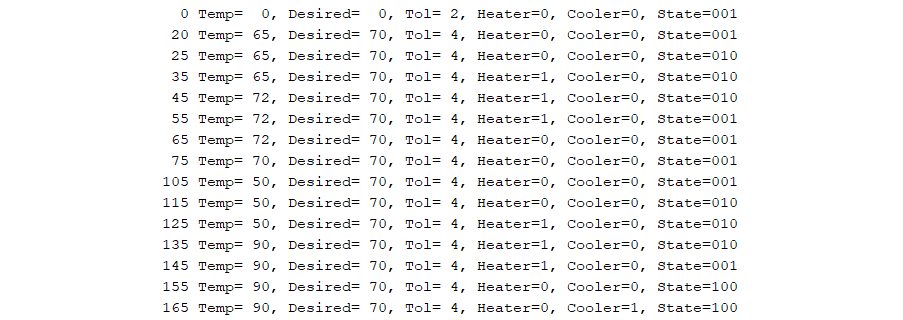 0 Temp=  0, Desired=  0, Tol= 2, Heater=0, Cooler=0, State=001
20 Temp= 65, Desired= 70, Tol= 4, Heater=0, Cooler=0, State=001
25 Temp= 65, Desired= 70, Tol= 4, Heater=0, Cooler=0, State=010
35 Temp= 65, Desired= 70, Tol= 4, Heater=1, Cooler=0, State=010
45 Temp= 72, Desired= 70, Tol= 4, Heater=1, Cooler=0, State=010
55 Temp= 72, Desired= 70, Tol= 4, Heater=1, Cooler=0, State=001
65 Temp= 72, Desired= 70, Tol= 4, Heater=0, Cooler=0, State=001
75 Temp= 70, Desired= 70, Tol= 4, Heater=0, Cooler=0, State=001
105 Temp= 50, Desired= 70, Tol= 4, Heater=0, Cooler=0, State=001
115 Temp= 50, Desired= 70, Tol= 4, Heater=0, Cooler=0, State=010
125 Temp= 50, Desired= 70, Tol= 4, Heater=1, Cooler=0, State=010
135 Temp= 90, Desired= 70, Tol= 4, Heater=1, Cooler=0, State=010
145 Temp= 90, Desired= 70, Tol= 4, Heater=1, Cooler=0, State=001
155 Temp= 90, Desired= 70, Tol= 4, Heater=0, Cooler=0, State=100
165 Temp= 90, Desired= 70, Tol= 4, Heater=0, Cooler=1, State=100